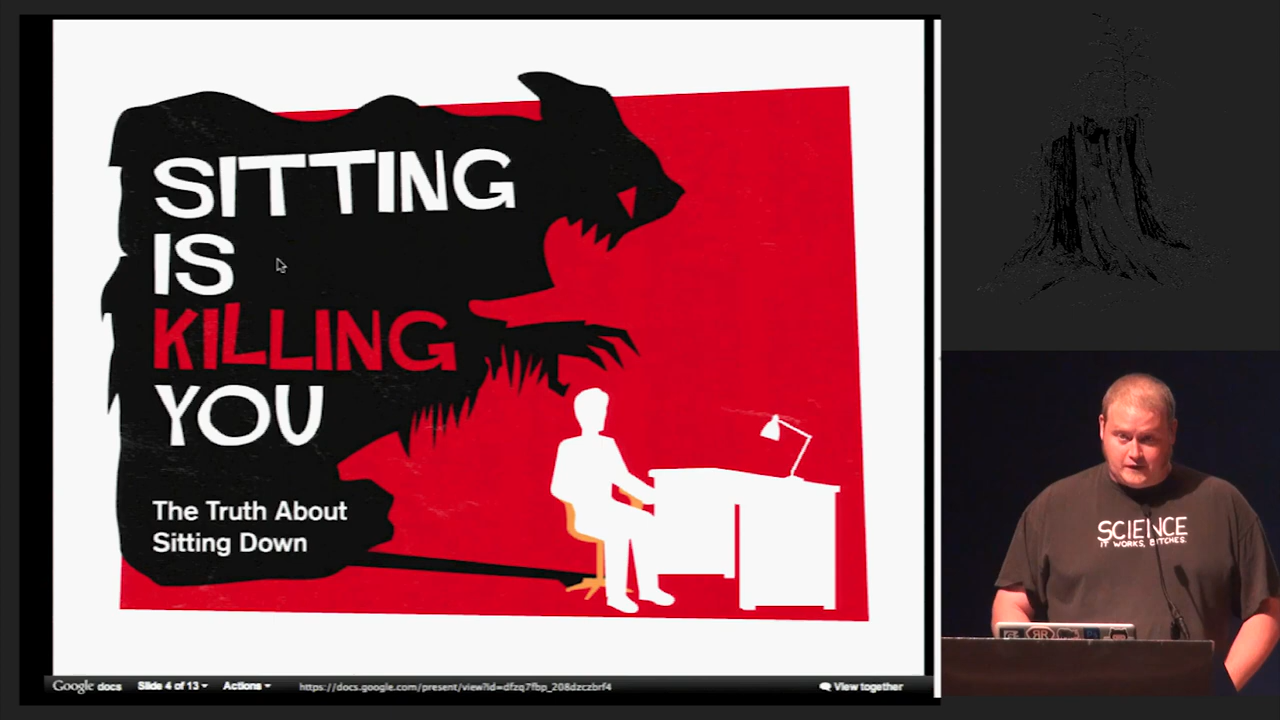 SITTING
IS
KILLING
YOU
The Truth About
Sitting Down
Google docs
Slide 4 of 13
Actions
https://docs.google.com/present/view?id=dfzq7fbp_208dzczbrf4
View together
SCIENCE
IT WORKS, BITCHES.
RR